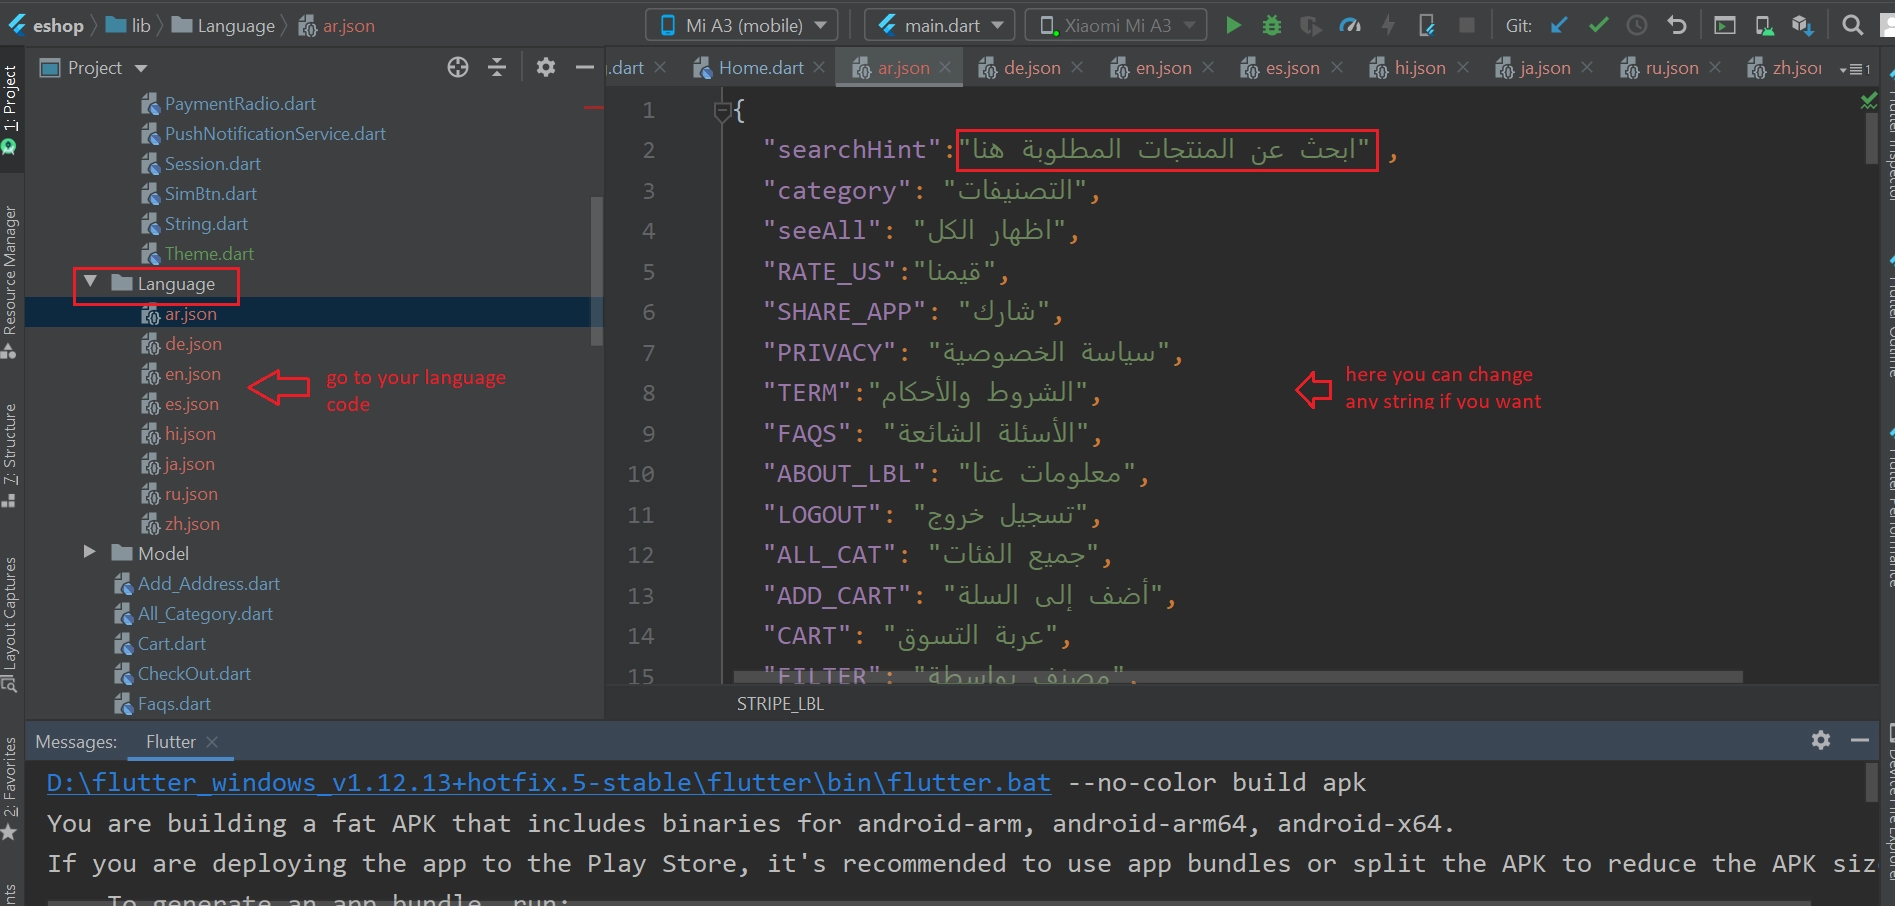 eshop lib Language ar.json Mi A3 (mobile) main.dart Xiaomi Mi A3 Git:
Project
.dart Home.dart ar.json de.json en.json es.json hi.json ja.json ru.json zh.json 1
1: Project
Resource Manager
7: Structure
Layout Captures
2: Favorites
PaymentRadio.dart
PushNotificationService.dart
Session.dart
SimBtn.dart
String.dart
Theme.dart
Language
ar.json
de.json
en.json
es.json
hi.json
ja.json
ru.json
zh.json
Model
Add_Address.dart
All_Category.dart
Cart.dart
CheckOut.dart
Faqs.dart
go to your language
code
1 {
2 "searchHint":"ابحث عن المنتجات المطلوبة هنا" ,
3 "category": "التصنيفات",
4 "seeAll": "اظهار الكل",
5 "RATE_US":"قيمنا",
6 "SHARE_APP": "شارك",
7 "PRIVACY": "سياسة الخصوصية",
8 "TERM":"الشروط والأحكام",
9 "FAQS": "الأسئلة الشائعة",
10 "ABOUT_LBL": "معلومات عنا",
11 "LOGOUT": "تسجيل خروج",
12 "ALL_CAT": "جميع الفئات",
13 "ADD_CART": "أضف إلى السلة",
14 "CART": "عربة التسوق",
15 "FILTER": "مصنف بواسطة",
here you can change
any string if you want
STRIPE_LBL
Messages: Flutter
D:\flutter_windows_v1.12.13+hotfix.5-stable\flutter\bin\flutter.bat --no-color build apk
You are building a fat APK that includes binaries for android-arm, android-arm64, android-x64.
If you are deploying the app to the Play Store, it's recommended to use app bundles or split the APK to reduce the APK siz
To generate an app bundle, run: